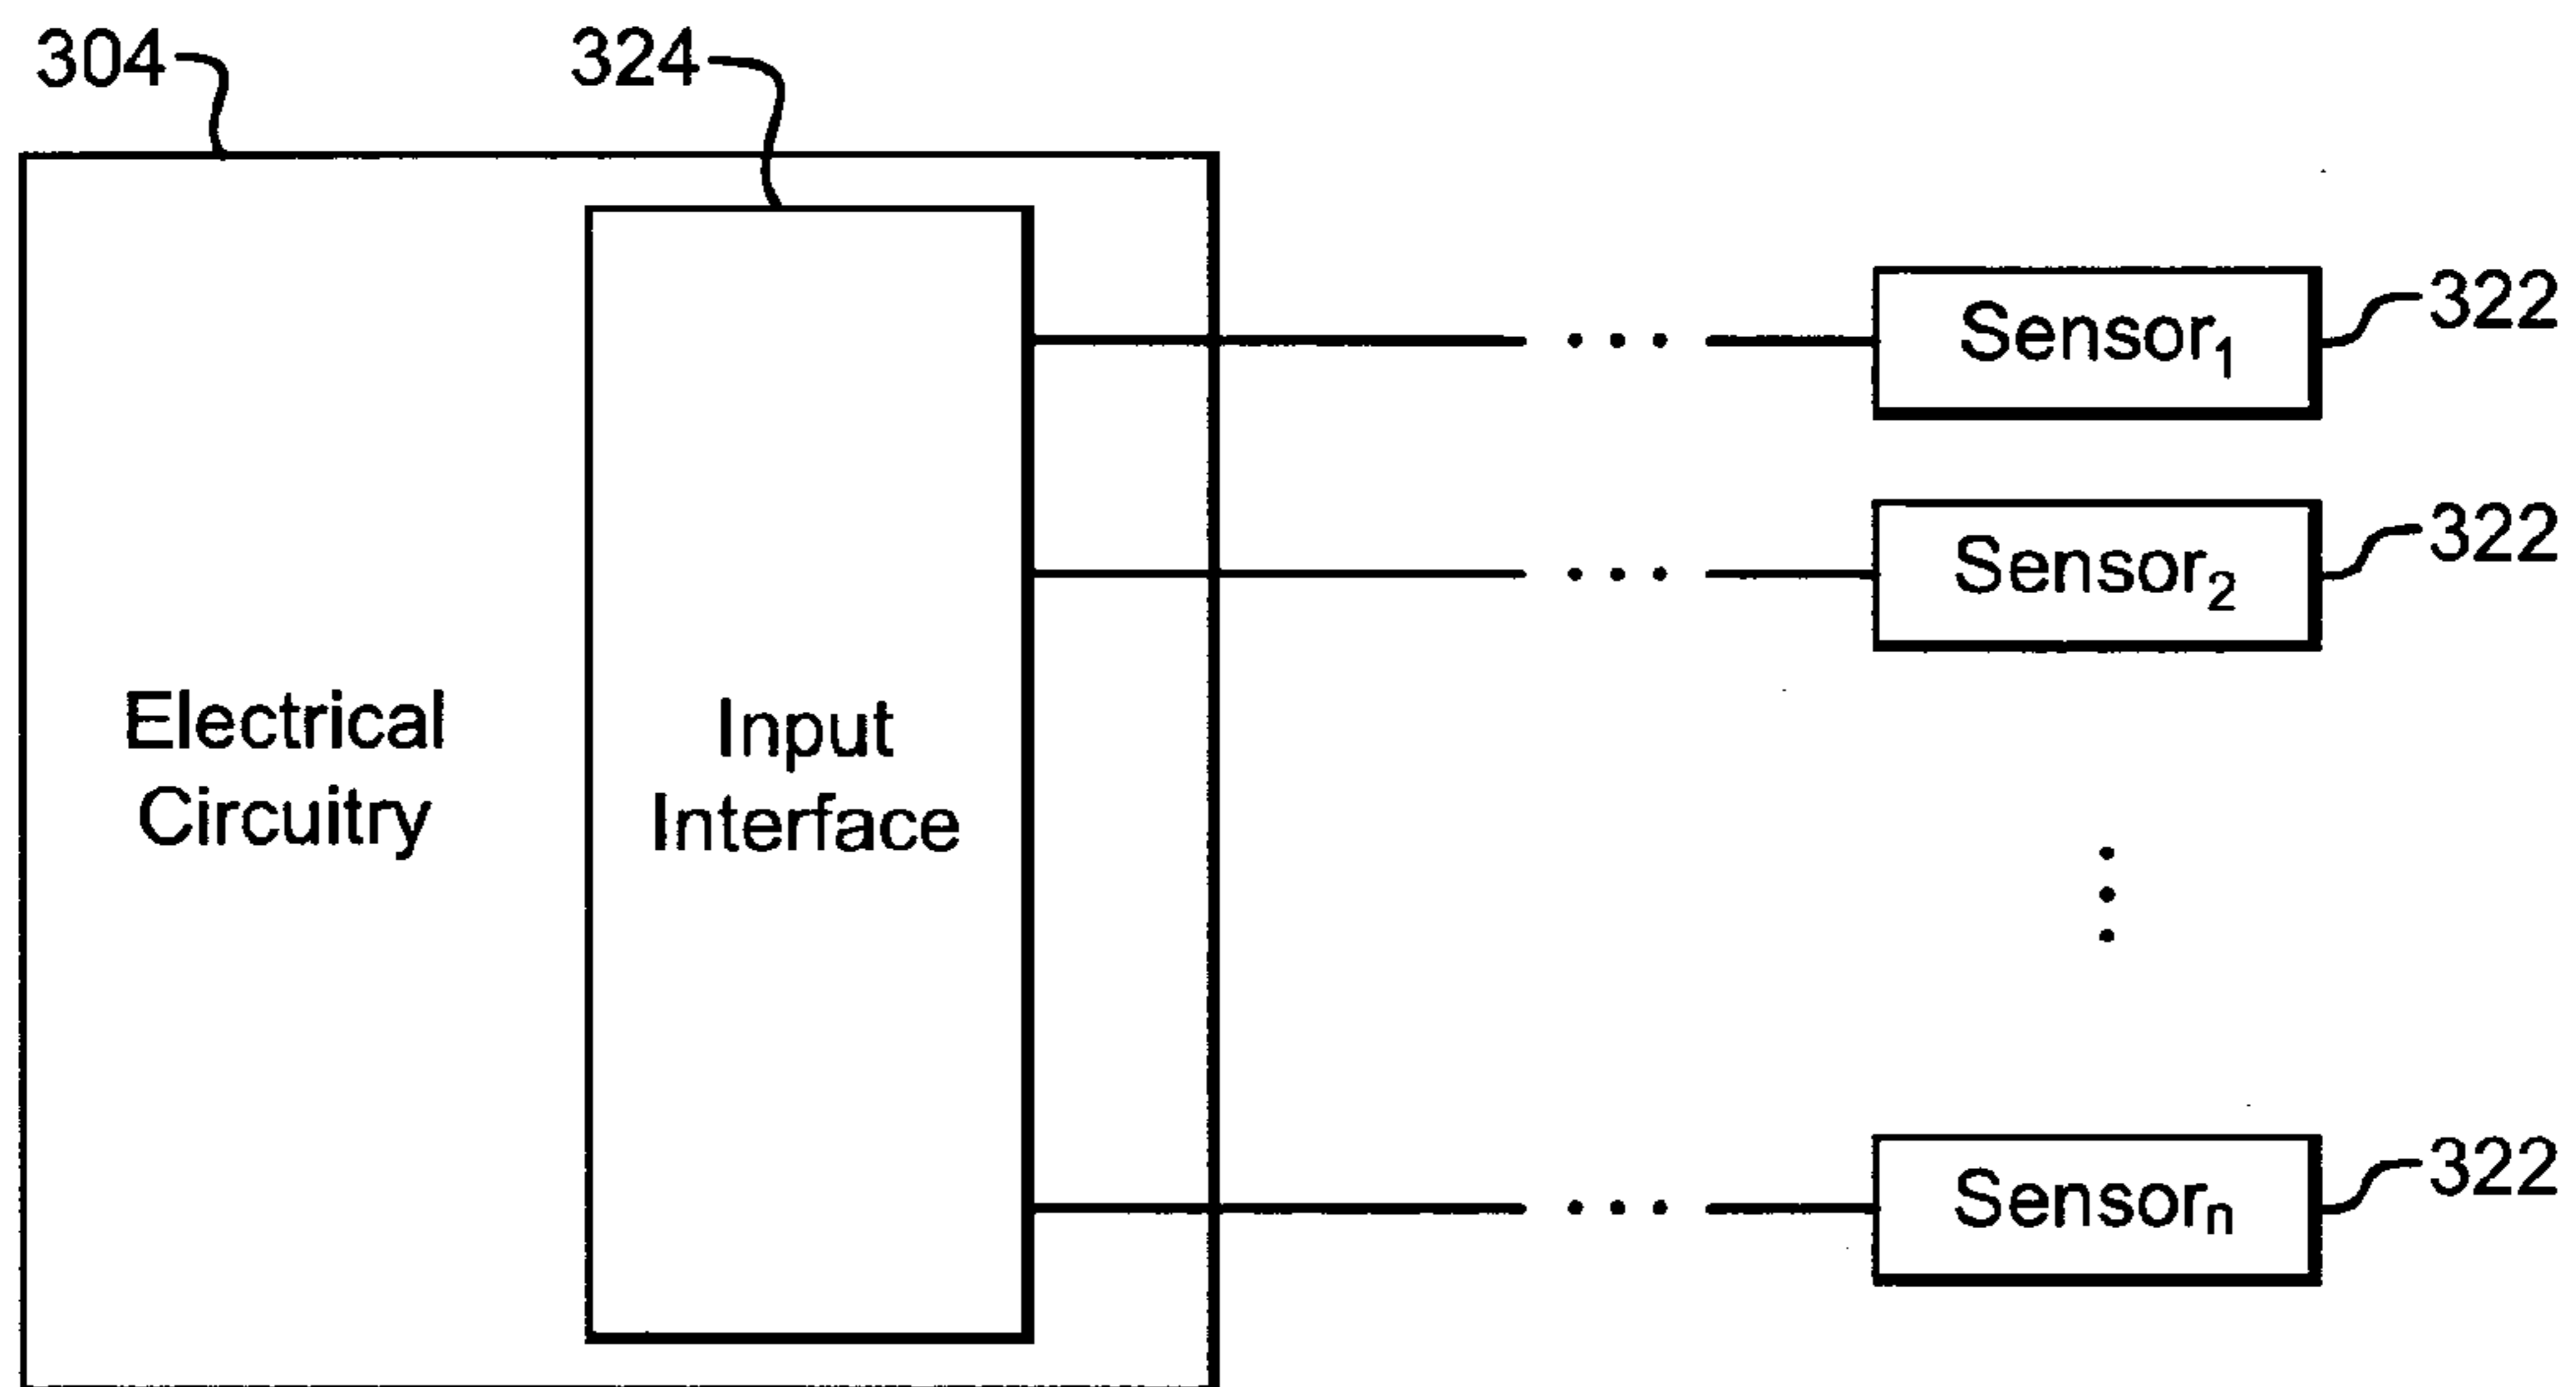 304
324
Sensor₁
322
Sensor₂
322
Electrical
Circuitry
Input
Interface
Sensorₙ
322